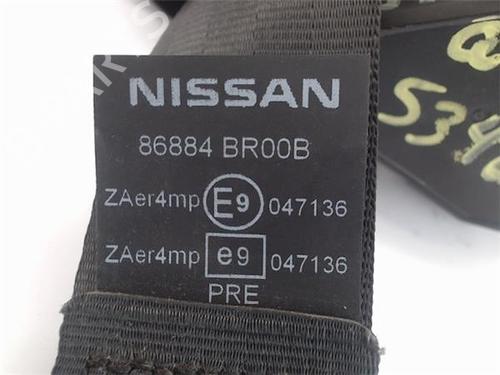 NISSAN
86884 BR00B
ZAer4mp E9 047136
ZAer4mp e9 047136
PRE